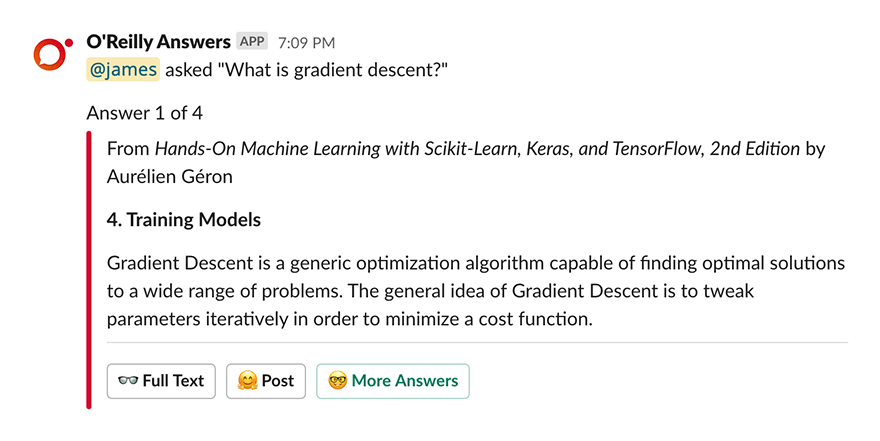 O'Reilly Answers APP 7:09 PM
@james asked "What is gradient descent?"
Answer 1 of 4
From Hands-On Machine Learning with Scikit-Learn, Keras, and TensorFlow, 2nd Edition by
Aurélien Géron
4. Training Models
Gradient Descent is a generic optimization algorithm capable of finding optimal solutions
to a wide range of problems. The general idea of Gradient Descent is to tweak
parameters iteratively in order to minimize a cost function.
Full Text Post More Answers